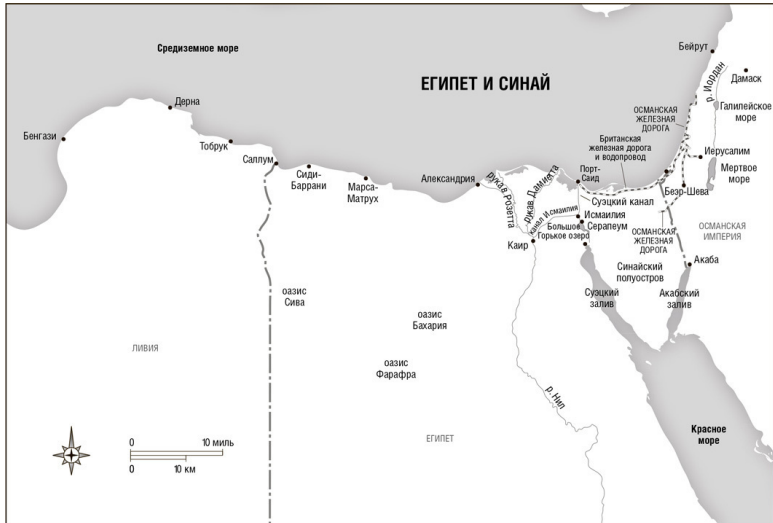 Средиземное море
ЕГИПЕТ И СИНАЙ
Бейрут
р. Иордан
Дамаск
Галилейское
море
ОСМАНСКАЯ
ЖЕЛЕЗНАЯ
ДОРОГА
Британская
железная дорога
и водопровод
Иерусалим
Мертвое
море
Беэр-Шева
Бенгази
Дерна
Тобрук
Саллум
Сиди-
Баррани
Марса-
Матрух
Александрия
рукав Розетта
рукав Дамиетта
Порт-
Саид
Суэцкий канал
канал Исмаилия
Исмаилия
Серапеум
Большое
Горькое озеро
Каир
ОСМАНСКАЯ
ЖЕЛЕЗНАЯ
ДОРОГА
ОСМАНСКАЯ
ИМПЕРИЯ
Синайский
полуостров
Акаба
Суэцкий
залив
Акабский
залив
оазис
Сива
оазис
Бахария
оазис
Фарафра
ЛИВИЯ
ЕГИПЕТ
р. Нил
Красное
море
0 10 миль
0 10 км